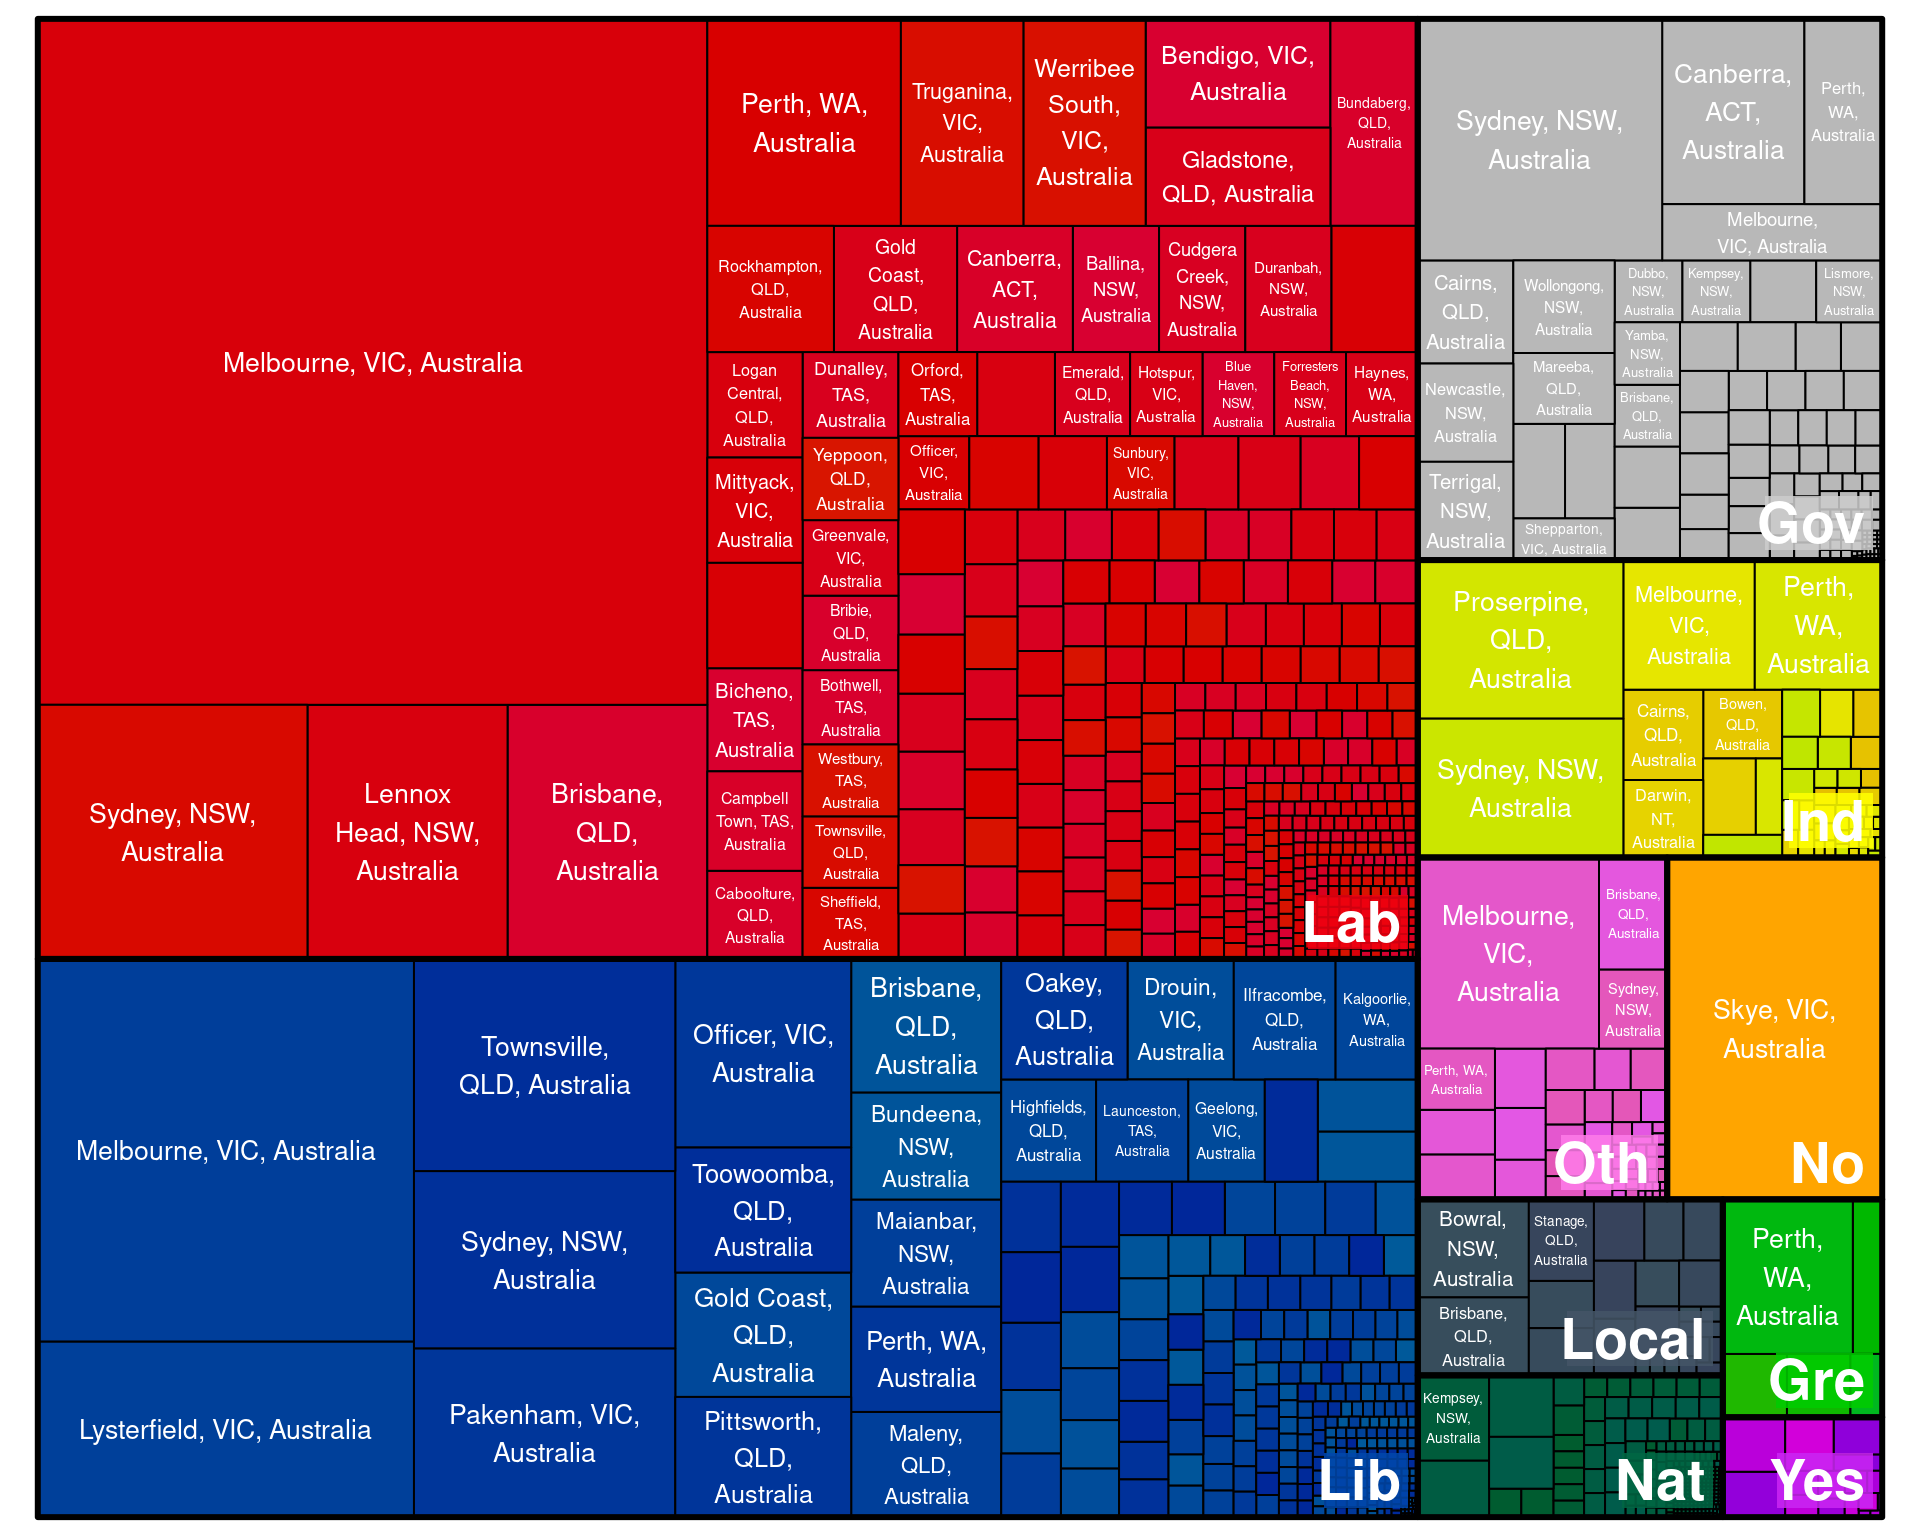 Melbourne, VIC, Australia
Sydney, NSW,
Australia
Lennox
Head, NSW,
Australia
Brisbane,
QLD,
Australia
Perth, WA,
Australia
Truganina,
VIC,
Australia
Werribee
South,
VIC,
Australia
Bendigo, VIC,
Australia
Gladstone,
QLD, Australia
Bundaberg,
QLD,
Australia
Rockhampton,
QLD,
Australia
Gold
Coast,
QLD,
Australia
Canberra,
ACT,
Australia
Ballina,
NSW,
Australia
Cudgera
Creek,
NSW,
Australia
Duranbah,
NSW,
Australia
Logan
Central,
QLD,
Australia
Mittyack,
VIC,
Australia
Bicheno,
TAS,
Australia
Campbell
Town, TAS,
Australia
Caboolture,
QLD,
Australia
Dunalley,
TAS,
Australia
Yeppoon,
QLD,
Australia
Greenvale,
VIC,
Australia
Bribie,
QLD,
Australia
Bothwell,
TAS,
Australia
Westbury,
TAS,
Australia
Townsville,
QLD,
Australia
Sheffield,
TAS,
Australia
Orford,
TAS,
Australia
Emerald,
QLD,
Australia
Hotspur,
VIC,
Australia
Blue
Haven,
NSW,
Australia
Forresters
Beach,
NSW,
Australia
Haynes,
WA,
Australia
Officer,
VIC,
Australia
Sunbury,
VIC,
Australia
Lab
Melbourne, VIC, Australia
Lysterfield, VIC, Australia
Townsville,
QLD, Australia
Sydney, NSW,
Australia
Pakenham, VIC,
Australia
Officer, VIC,
Australia
Toowoomba,
QLD,
Australia
Gold Coast,
QLD,
Australia
Pittsworth,
QLD,
Australia
Brisbane,
QLD,
Australia
Bundeena,
NSW,
Australia
Maianbar,
NSW,
Australia
Perth, WA,
Australia
Maleny,
QLD,
Australia
Oakey,
QLD,
Australia
Drouin,
VIC,
Australia
Ilfracombe,
QLD,
Australia
Kalgoorlie,
WA,
Australia
Highfields,
QLD,
Australia
Launceston,
TAS,
Australia
Geelong,
VIC,
Australia
Lib
Sydney, NSW,
Australia
Canberra,
ACT,
Australia
Perth,
WA,
Australia
Melbourne,
VIC, Australia
Cairns,
QLD,
Australia
Newcastle,
NSW,
Australia
Terrigal,
NSW,
Australia
Wollongong,
NSW,
Australia
Mareeba,
QLD,
Australia
Shepparton,
VIC, Australia
Dubbo,
NSW,
Australia
Kempsey,
NSW,
Australia
Lismore,
NSW,
Australia
Yamba,
NSW,
Australia
Brisbane,
QLD,
Australia
Gov
Proserpine,
QLD,
Australia
Sydney, NSW,
Australia
Melbourne,
VIC,
Australia
Perth,
WA,
Australia
Cairns,
QLD,
Australia
Darwin,
NT,
Australia
Bowen,
QLD,
Australia
Ind
Melbourne,
VIC,
Australia
Brisbane,
QLD,
Australia
Sydney,
NSW,
Australia
Perth, WA,
Australia
Oth
Skye, VIC,
Australia
No
Bowral,
NSW,
Australia
Brisbane,
QLD,
Australia
Stanage,
QLD,
Australia
Local
Kempsey,
NSW,
Australia
Nat
Perth,
WA,
Australia
Gre
Yes